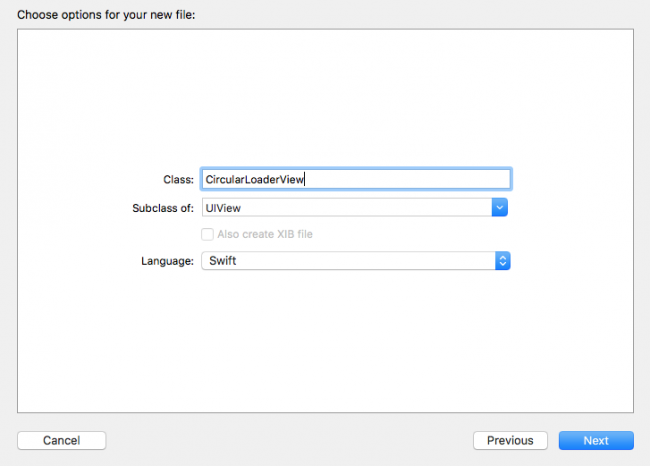 Choose options for your new file:
Class: CircularLoaderView
Subclass of: UIView
Also create XIB file
Language: Swift
Cancel Previous Next